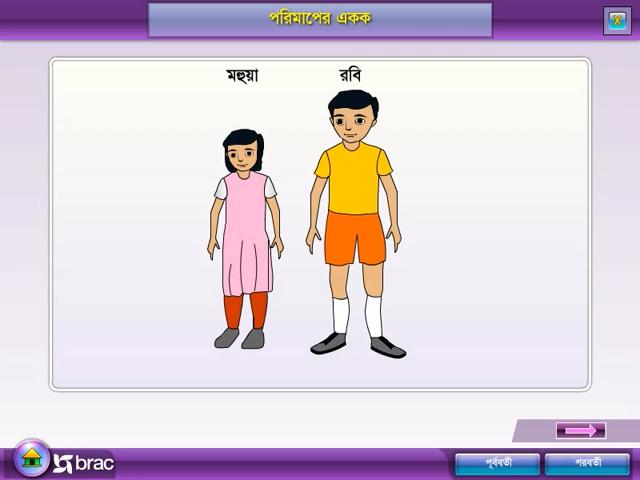 পরিমাপের একক
মহুয়া
রবি
brac
পূর্ববর্তী
পরবর্তী